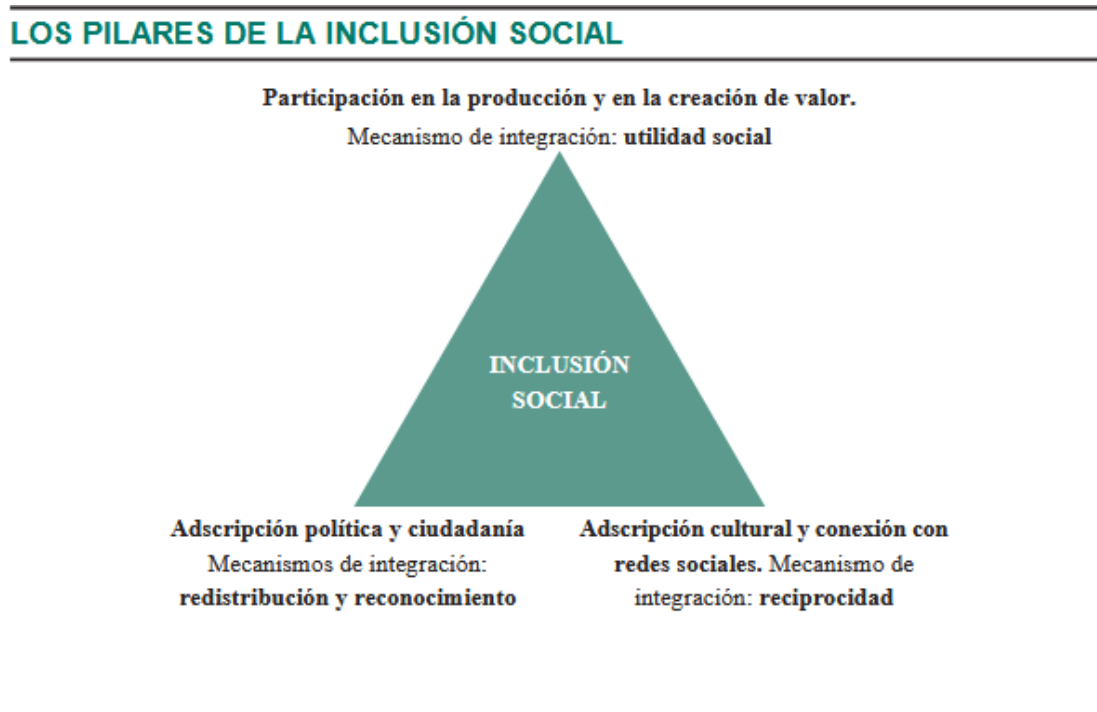 LOS PILARES DE LA INCLUSIÓN SOCIAL
Participación en la producción y en la creación de valor.
Mecanismo de integración: utilidad social
INCLUSIÓN
SOCIAL
Adscripción política y ciudadanía
Mecanismos de integración:
redistribución y reconocimiento
Adscripción cultural y conexión con
redes sociales. Mecanismo de
integración: reciprocidad